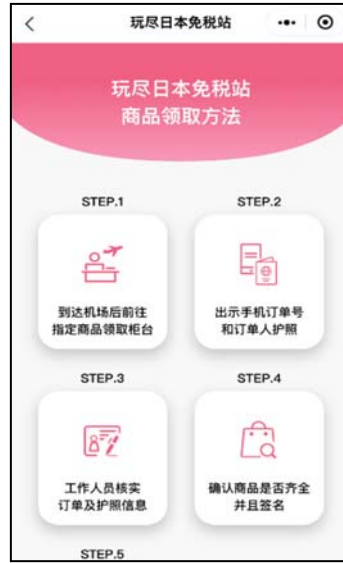 玩尽日本免税站
玩尽日本免税站
商品领取方法
STEP.1
STEP.2
到达机场后前往
指定商品领取柜台
出示手机订单号
和订单人护照
STEP.3
STEP.4
工作人员核实
订单及护照信息
确认商品是否齐全
并且签名
STEP.5